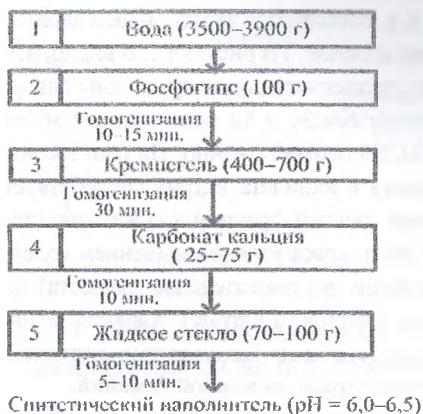 1 Вода (3500–3900 г)
2 Фосфогипс (100 г)
Гомогенизация
10–15 мин.
3 Кремнегель (400–700 г)
Гомогенизация
30 мин.
4 Карбонат кальция
(25–75 г)
Гомогенизация
10 мин.
5 Жидкое стекло (70–100 г)
Гомогенизация
5–10 мин.
Синтетический наполнитель (pH = 6,0–6,5)